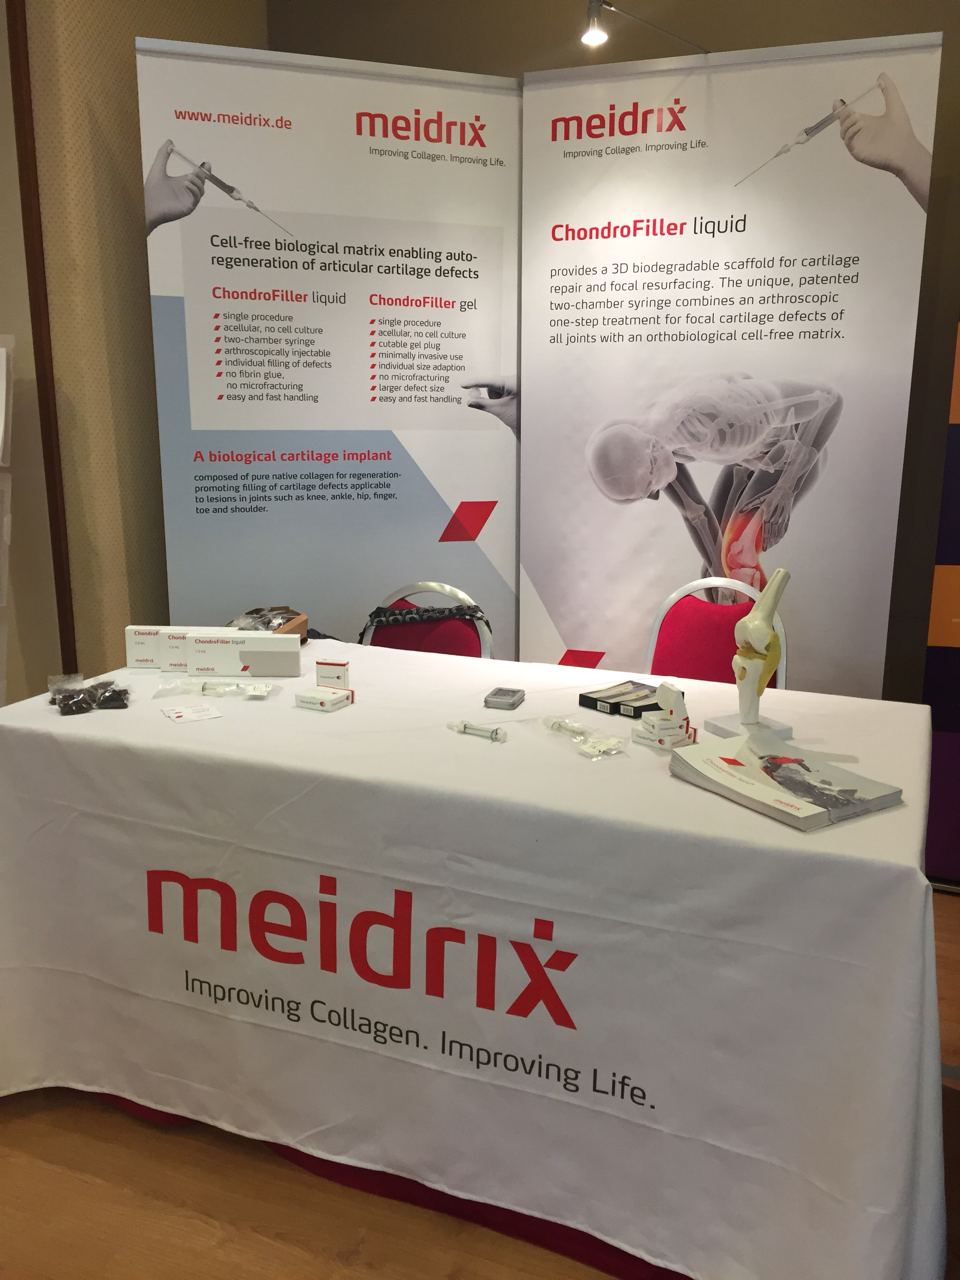 www.meidrix.de
meidrix
Improving Collagen. Improving Life.
Cell-free biological matrix enabling auto-
regeneration of articular cartilage defects
ChondroFiller liquid
single procedure
acellular, no cell culture
two-chamber syringe
arthroscopically injectable
individual filling of defects
no fibrin glue,
no microfracturing
easy and fast handling
ChondroFiller gel
single procedure
acellular, no cell culture
cutable gel plug
minimally invasive use
individual size adaption
no microfracturing
larger defect size
easy and fast handling
A biological cartilage implant
composed of pure native collagen for regeneration-
promoting filling of cartilage defects applicable
to lesions in joints such as knee, ankle, hip, finger,
toe and shoulder.
meidrix
Improving Collagen. Improving Life.
ChondroFiller liquid
provides a 3D biodegradable scaffold for cartilage
repair and focal resurfacing. The unique, patented
two-chamber syringe combines an arthroscopic
one-step treatment for focal cartilage defects of
all joints with an orthobiological cell-free matrix.
ChondroF
meidrix
Chondro
meidrix
ChondroFiller liquid
meidrix
meidrix
meidrix
Improving Collagen. Improving Life.